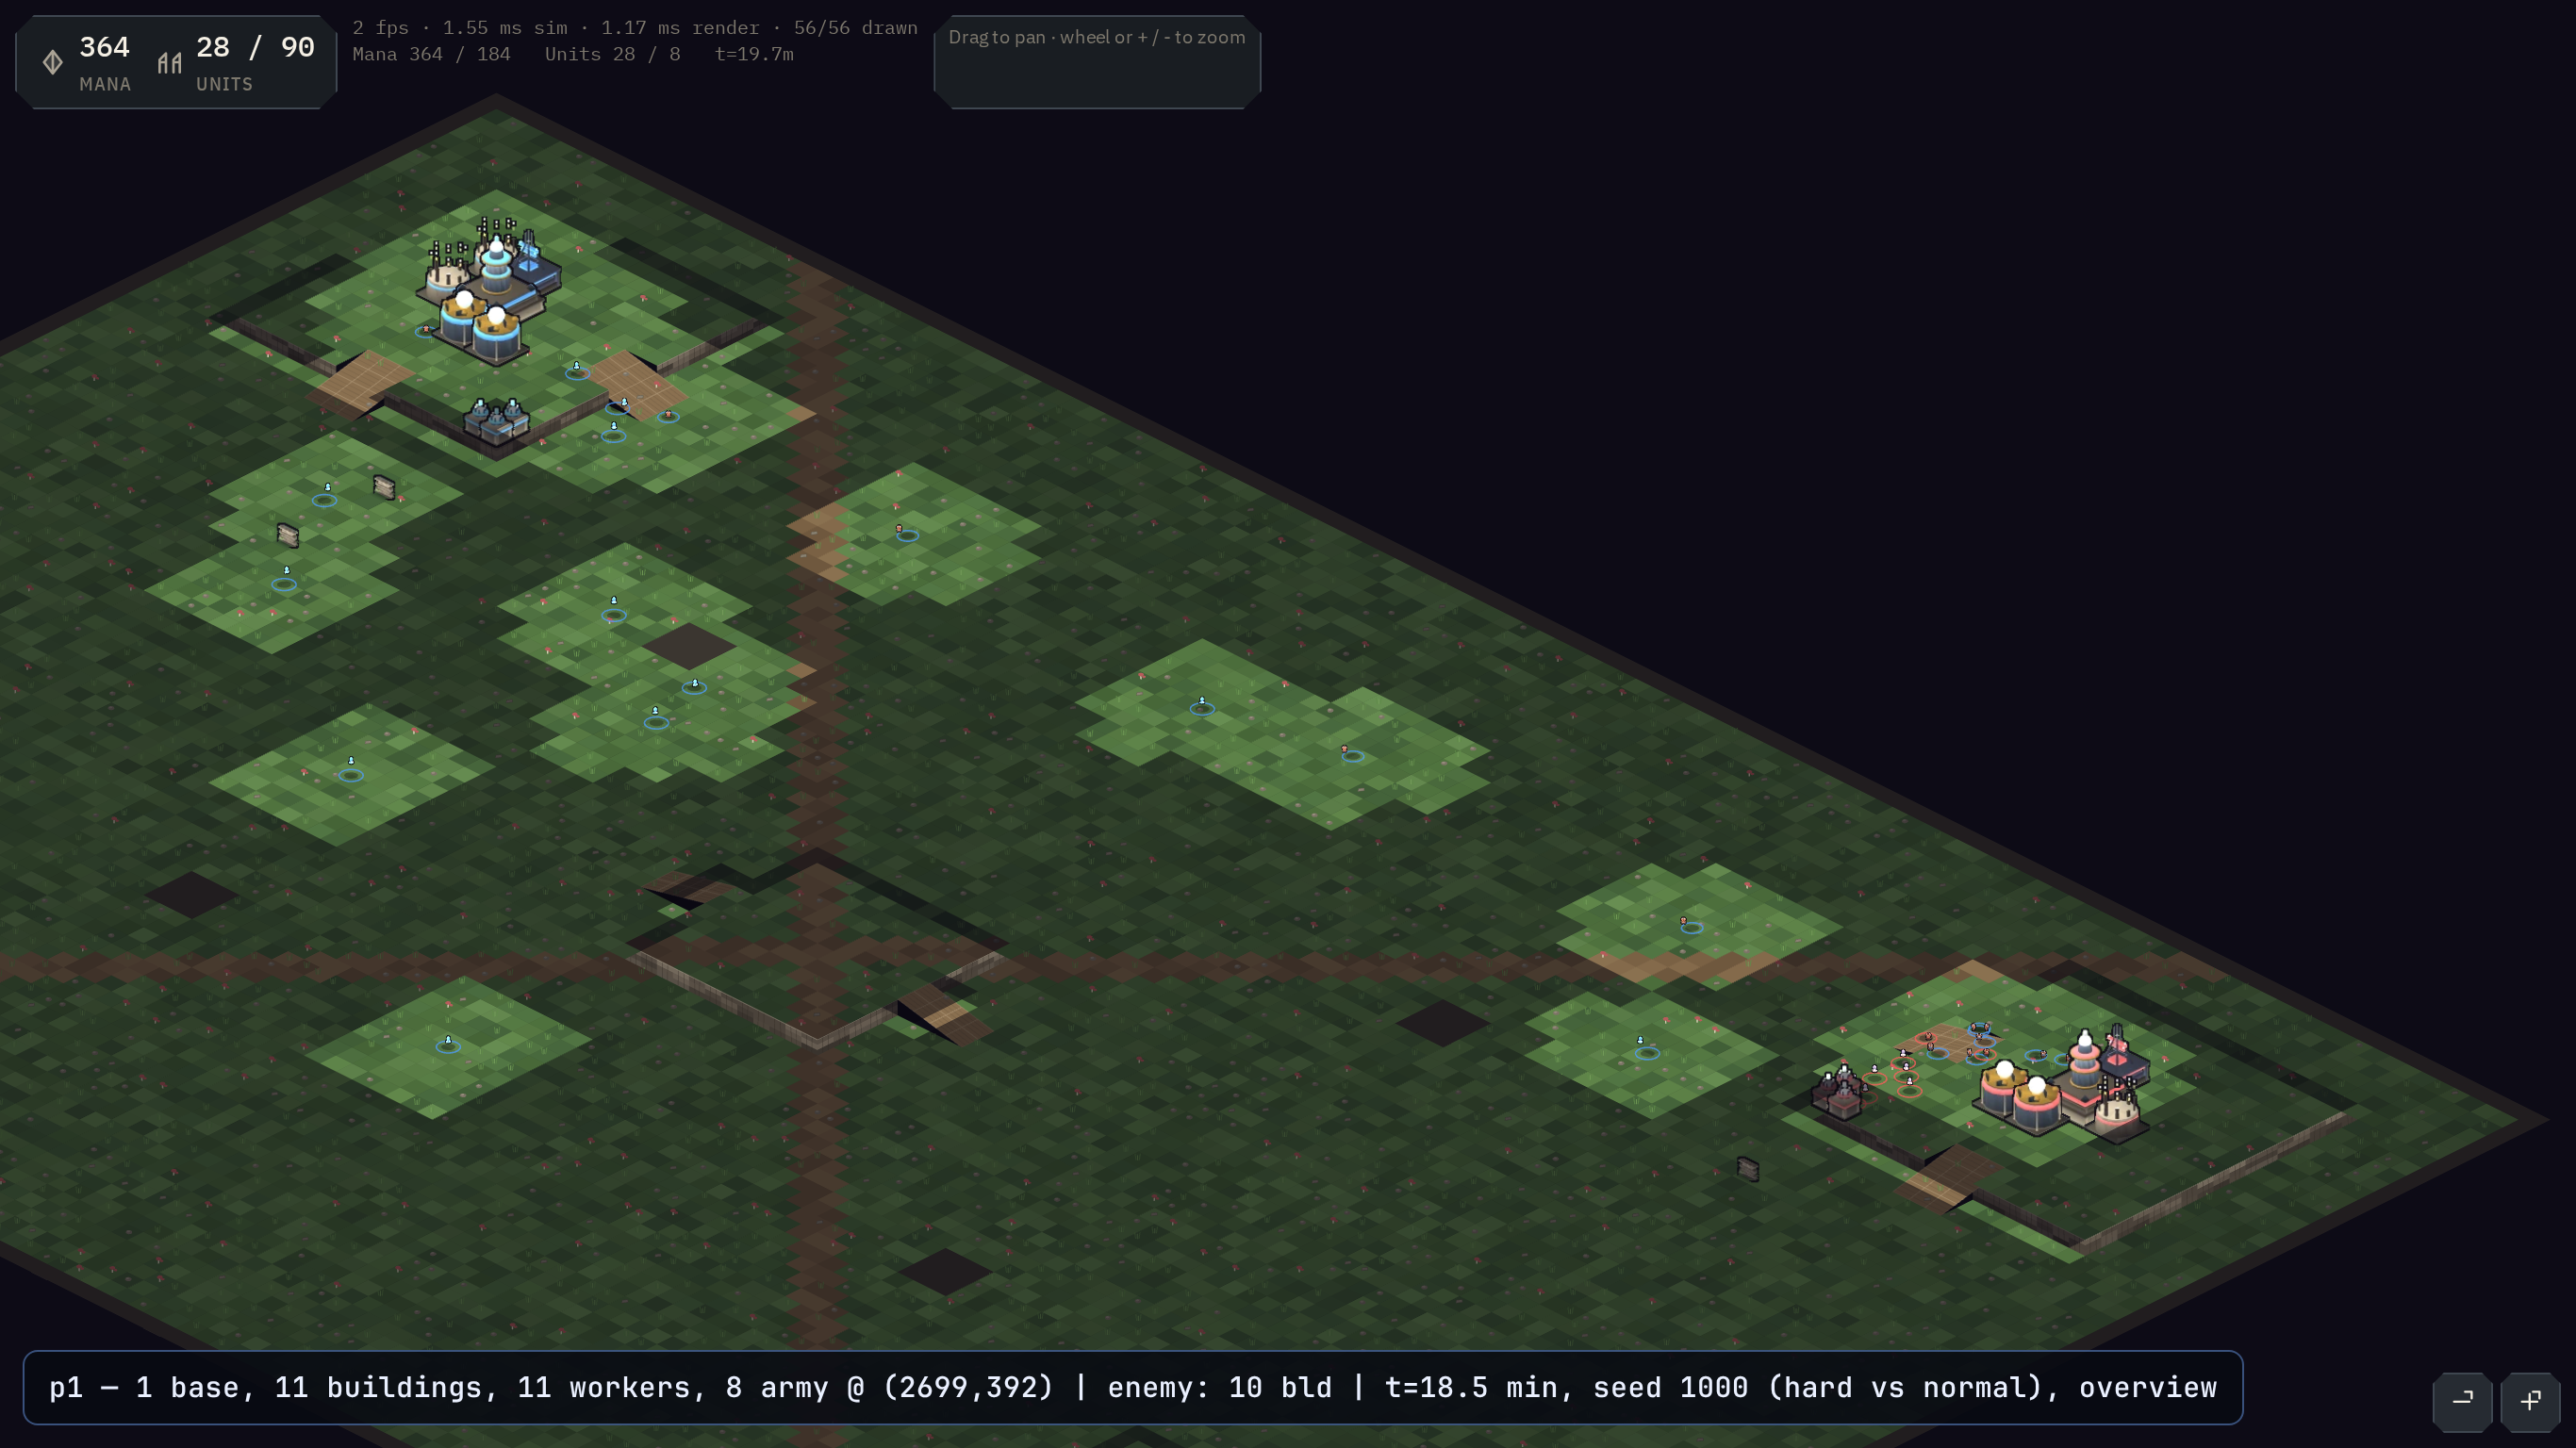 364
MANA
28 / 90
UNITS
2 fps · 1.55 ms sim · 1.17 ms render · 56/56 drawn
Mana 364 / 184 Units 28 / 8 t=19.7m
Drag to pan · wheel or + / - to zoom
p1 — 1 base, 11 buildings, 11 workers, 8 army @ (2699,392) | enemy: 10 bld | t=18.5 min, seed 1000 (hard vs normal), overview